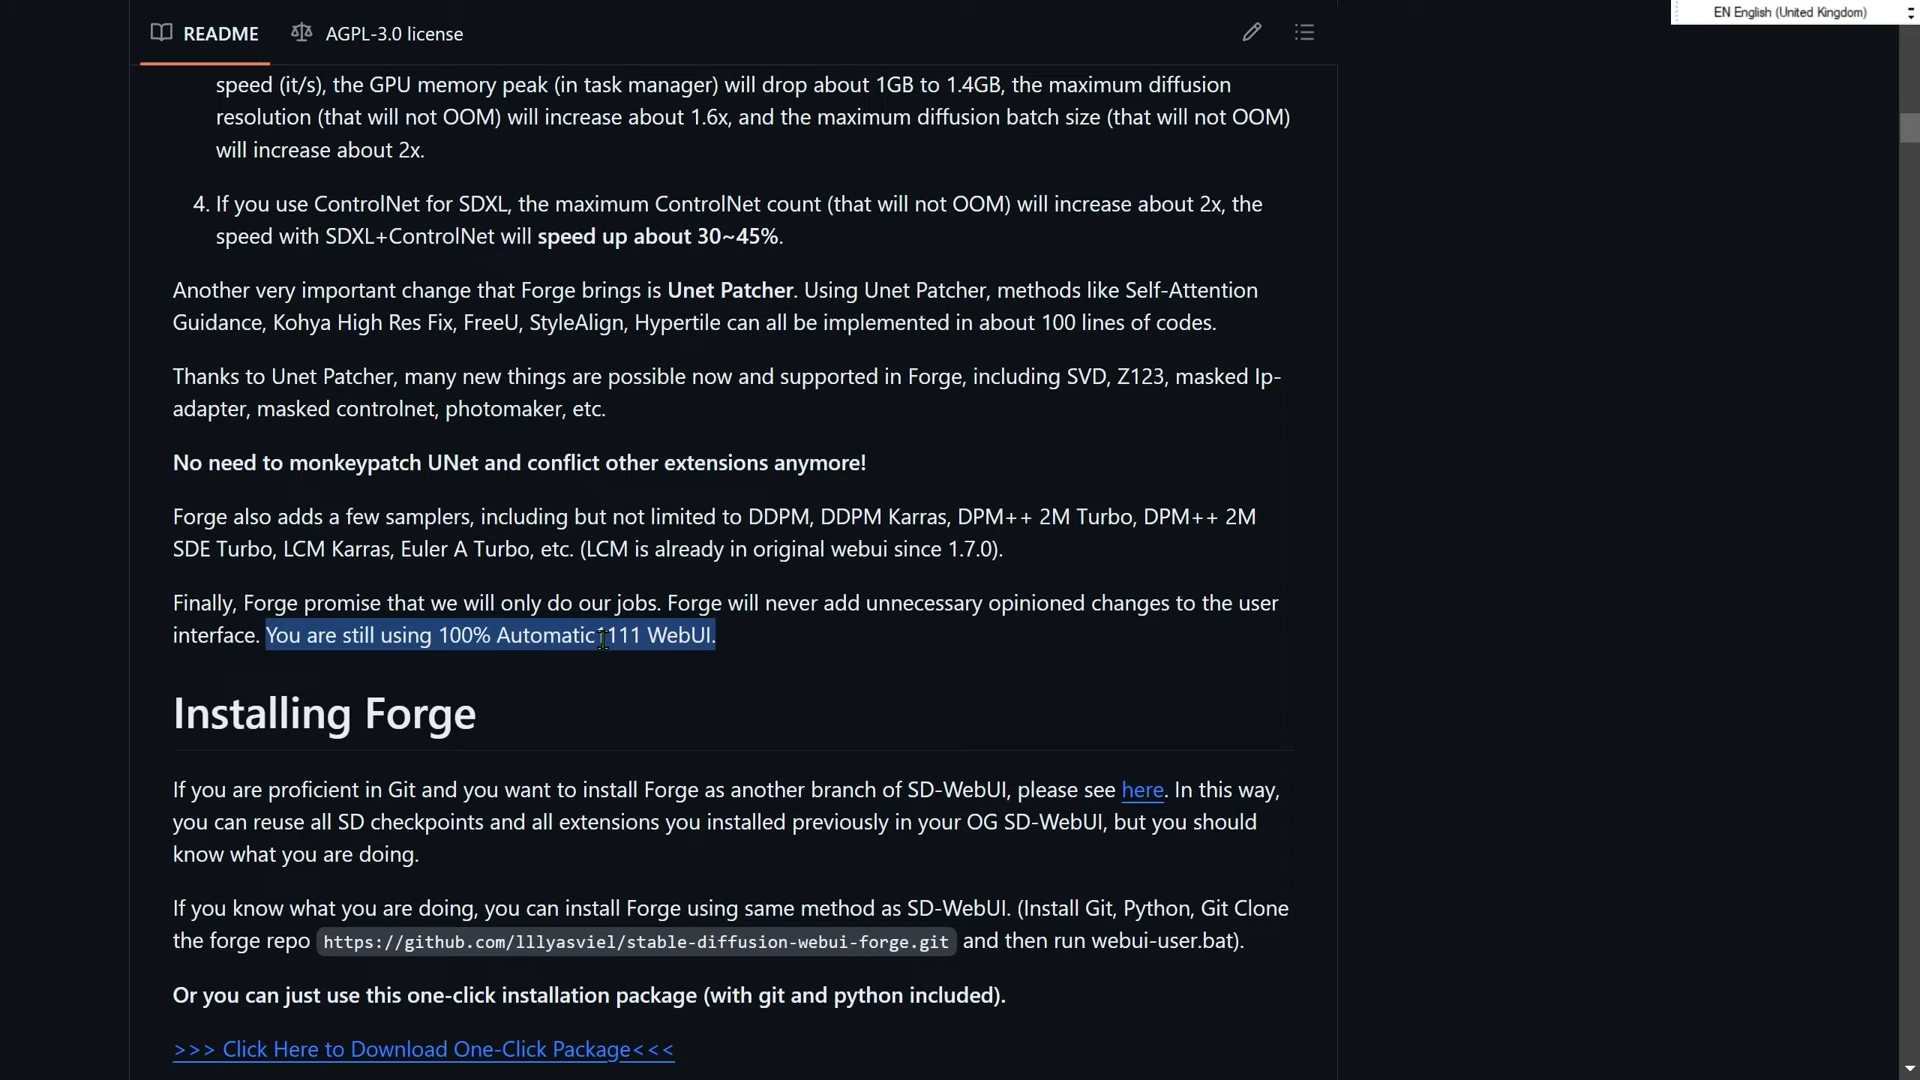 EN English (United Kingdom)
README AGPL-3.0 license
speed (it/s), the GPU memory peak (in task manager) will drop about 1GB to 1.4GB, the maximum diffusion
resolution (that will not OOM) will increase about 1.6x, and the maximum diffusion batch size (that will not OOM)
will increase about 2x.
4. If you use ControlNet for SDXL, the maximum ControlNet count (that will not OOM) will increase about 2x, the
speed with SDXL+ControlNet will speed up about 30~45%.
Another very important change that Forge brings is Unet Patcher. Using Unet Patcher, methods like Self-Attention
Guidance, Kohya High Res Fix, FreeU, StyleAlign, Hypertile can all be implemented in about 100 lines of codes.
Thanks to Unet Patcher, many new things are possible now and supported in Forge, including SVD, Z123, masked Ip-
adapter, masked controlnet, photomaker, etc.
No need to monkeypatch UNet and conflict other extensions anymore!
Forge also adds a few samplers, including but not limited to DDPM, DDPM Karras, DPM++ 2M Turbo, DPM++ 2M
SDE Turbo, LCM Karras, Euler A Turbo, etc. (LCM is already in original webui since 1.7.0).
Finally, Forge promise that we will only do our jobs. Forge will never add unnecessary opinioned changes to the user
interface. You are still using 100% Automatic1111 WebUI.
Installing Forge
If you are proficient in Git and you want to install Forge as another branch of SD-WebUI, please see here. In this way,
you can reuse all SD checkpoints and all extensions you installed previously in your OG SD-WebUI, but you should
know what you are doing.
If you know what you are doing, you can install Forge using same method as SD-WebUI. (Install Git, Python, Git Clone
the forge repo https://github.com/lllyasviel/stable-diffusion-webui-forge.git and then run webui-user.bat).
Or you can just use this one-click installation package (with git and python included).
>>> Click Here to Download One-Click Package<<<